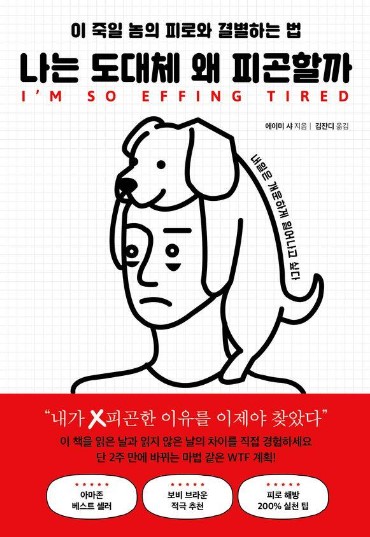 이 죽일 놈의 피로와 결별하는 법
나는 도대체 왜 피곤할까
I'M SO EFFING TIRED
에이미 샤 지음 | 김잔디 옮김
내일은 개운하게 일어나고 싶다
“내가 X피곤한 이유를 이제야 찾았다”
이 책을 읽은 날과 읽지 않은 날의 차이를 직접 경험하세요
단 2주 만에 바뀌는 마법 같은 WTF 계획!
★★★★★
아마존
베스트 셀러
★★★★★
보비 브라운
적극 추천
★★★★★
피로 해방
200% 실천 팁